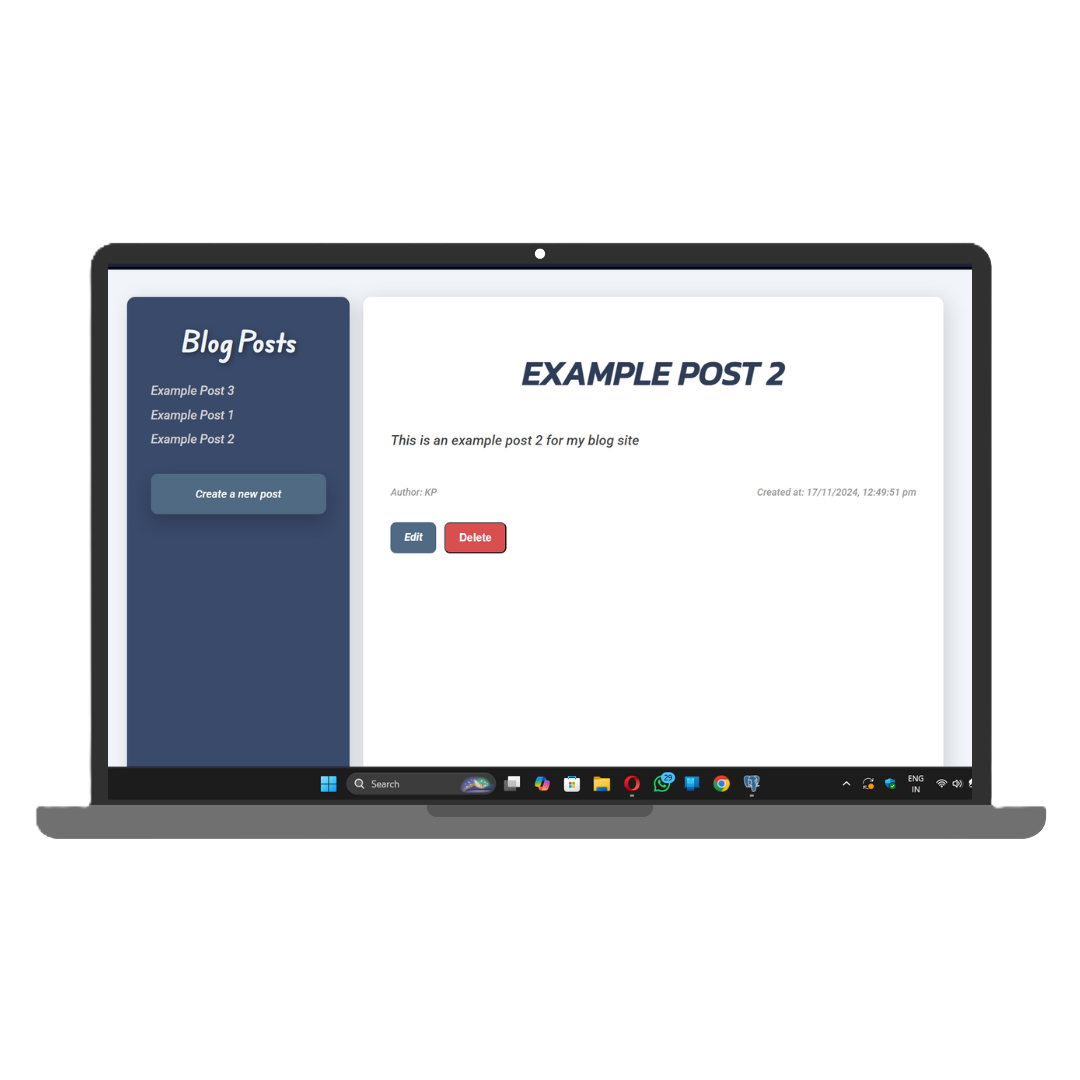 Blog Posts
Example Post 3
Example Post 1
Example Post 2
Create a new post
EXAMPLE POST 2
This is an example post 2 for my blog site
Author: KP
Created at: 17/11/2024, 12:49:51 pm
Edit
Delete
Search
29
ENG
IN